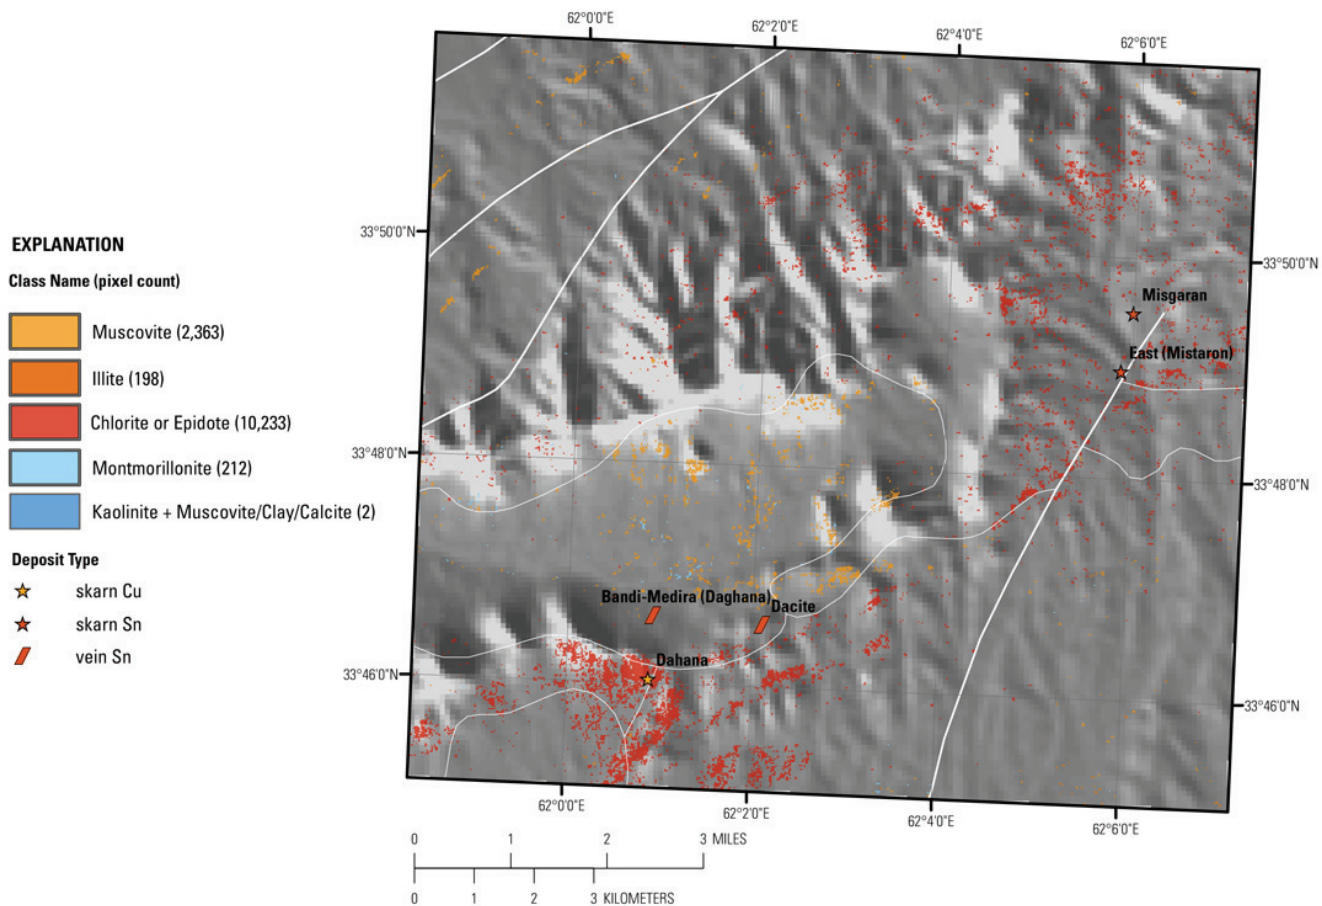 62°0'0"E
62°2'0"E
62°4'0"E
62°6'0"E
33°50'0"N
33°50'0"N
EXPLANATION
Class Name (pixel count)
Muscovite (2,363)
Illite (198)
Chlorite or Epidote (10,233)
Montmorillonite (212)
Kaolinite + Muscovite/Clay/Calcite (2)
Deposit Type
skarn Cu
skarn Sn
vein Sn
Misgaran
East (Mistaron)
33°48'0"N
33°48'0"N
Bandi-Medira (Daghana)
Dacite
Dahana
33°46'0"N
33°46'0"N
62°0'0"E
62°2'0"E
62°4'0"E
62°6'0"E
0 1 2 3 MILES
0 1 2 3 KILOMETERS